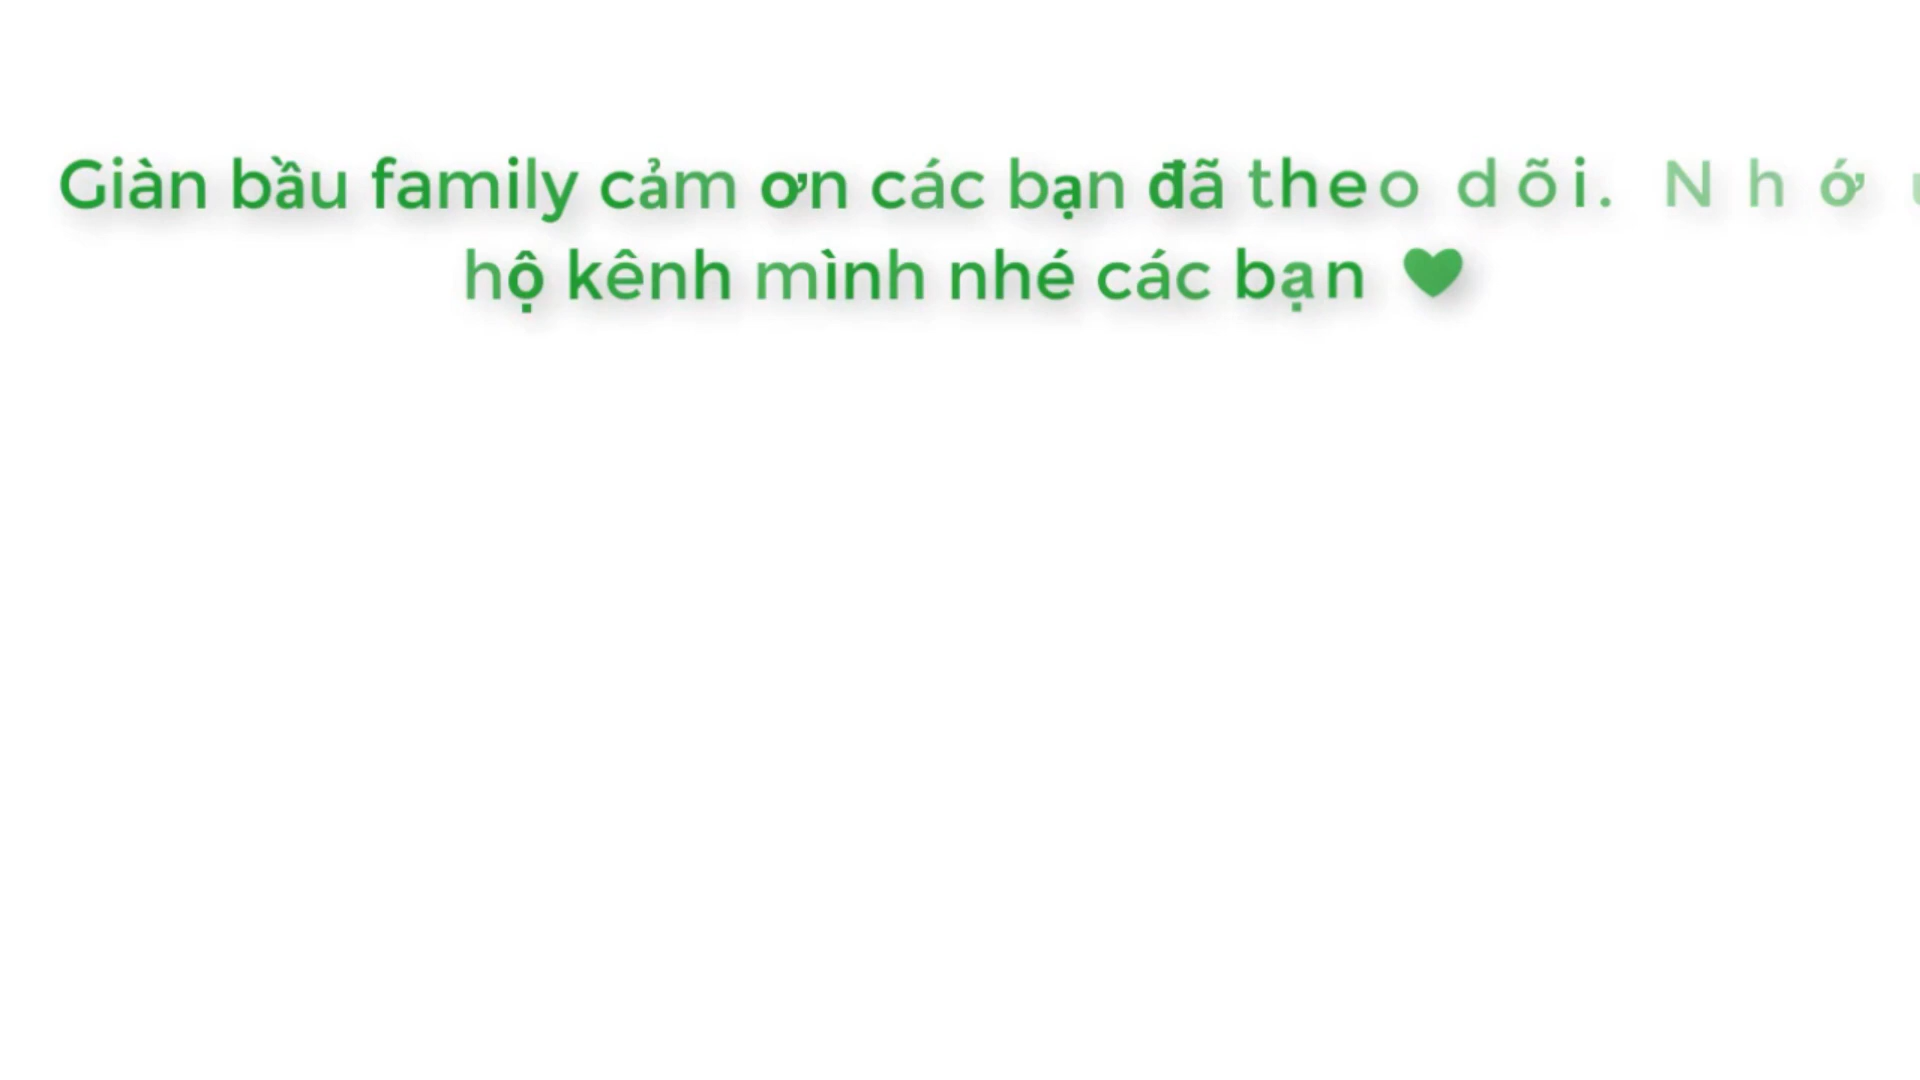 Giàn bầu family cảm ơn các bạn đã theo dõi. Nhớ
hộ kênh mình nhé các bạn ♥